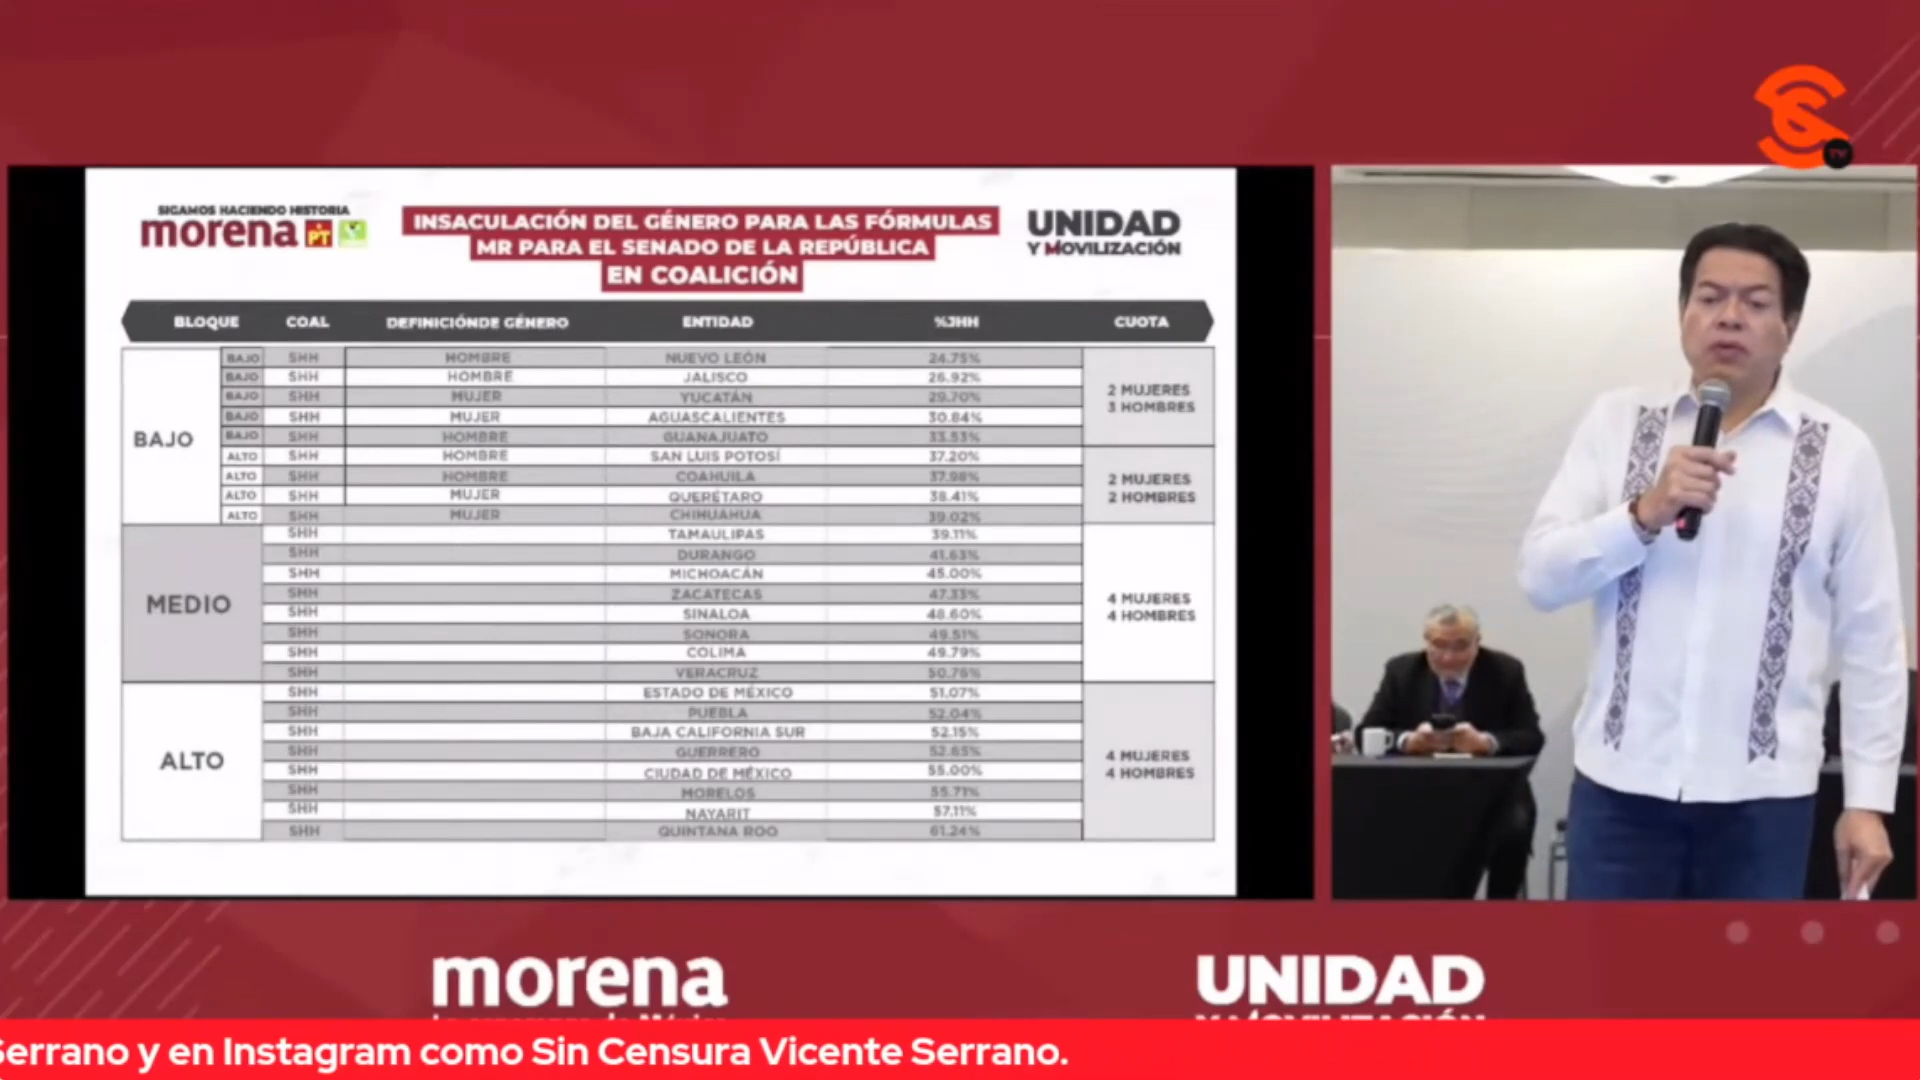 TV
SIGAMOS HACIENDO HISTORIA
morena PT
INSACULACIÓN DEL GÉNERO PARA LAS FÓRMULAS
MR PARA EL SENADO DE LA REPÚBLICA
EN COALICIÓN
UNIDAD
Y MOVILIZACIÓN
BLOQUE COAL DEFINICIÓNDE GÉNERO ENTIDAD %JHH CUOTA
BAJO
BAJO SHH HOMBRE NUEVO LEÓN 24.75%
BAJO SHH HOMBRE JALISCO 26.92%
BAJO SHH MUJER YUCATÁN 29.70%
BAJO SHH MUJER AGUASCALIENTES 30.84%
BAJO SHH HOMBRE GUANAJUATO 33.53%
2 MUJERES
3 HOMBRES
ALTO SHH HOMBRE SAN LUIS POTOSÍ 37.20%
ALTO SHH HOMBRE COAHUILA 37.98%
ALTO SHH MUJER QUERÉTARO 38.41%
ALTO SHH MUJER CHIHUAHUA 39.02%
2 MUJERES
2 HOMBRES
MEDIO
SHH TAMAULIPAS 39.11%
SHH DURANGO 41.63%
SHH MICHOACÁN 45.00%
SHH ZACATECAS 47.33%
SHH SINALOA 48.60%
SHH SONORA 49.51%
SHH COLIMA 49.79%
SHH VERACRUZ 50.76%
4 MUJERES
4 HOMBRES
ALTO
SHH ESTADO DE MÉXICO 51.07%
SHH PUEBLA 52.04%
SHH BAJA CALIFORNIA SUR 52.15%
SHH GUERRERO 52.65%
SHH CIUDAD DE MÉXICO 55.00%
SHH MORELOS 55.71%
SHH NAYARIT 57.11%
SHH QUINTANA ROO 61.24%
4 MUJERES
4 HOMBRES
morena
UNIDAD
Y MOVILIZACIÓN
Serrano y en Instagram como Sin Censura Vicente Serrano.